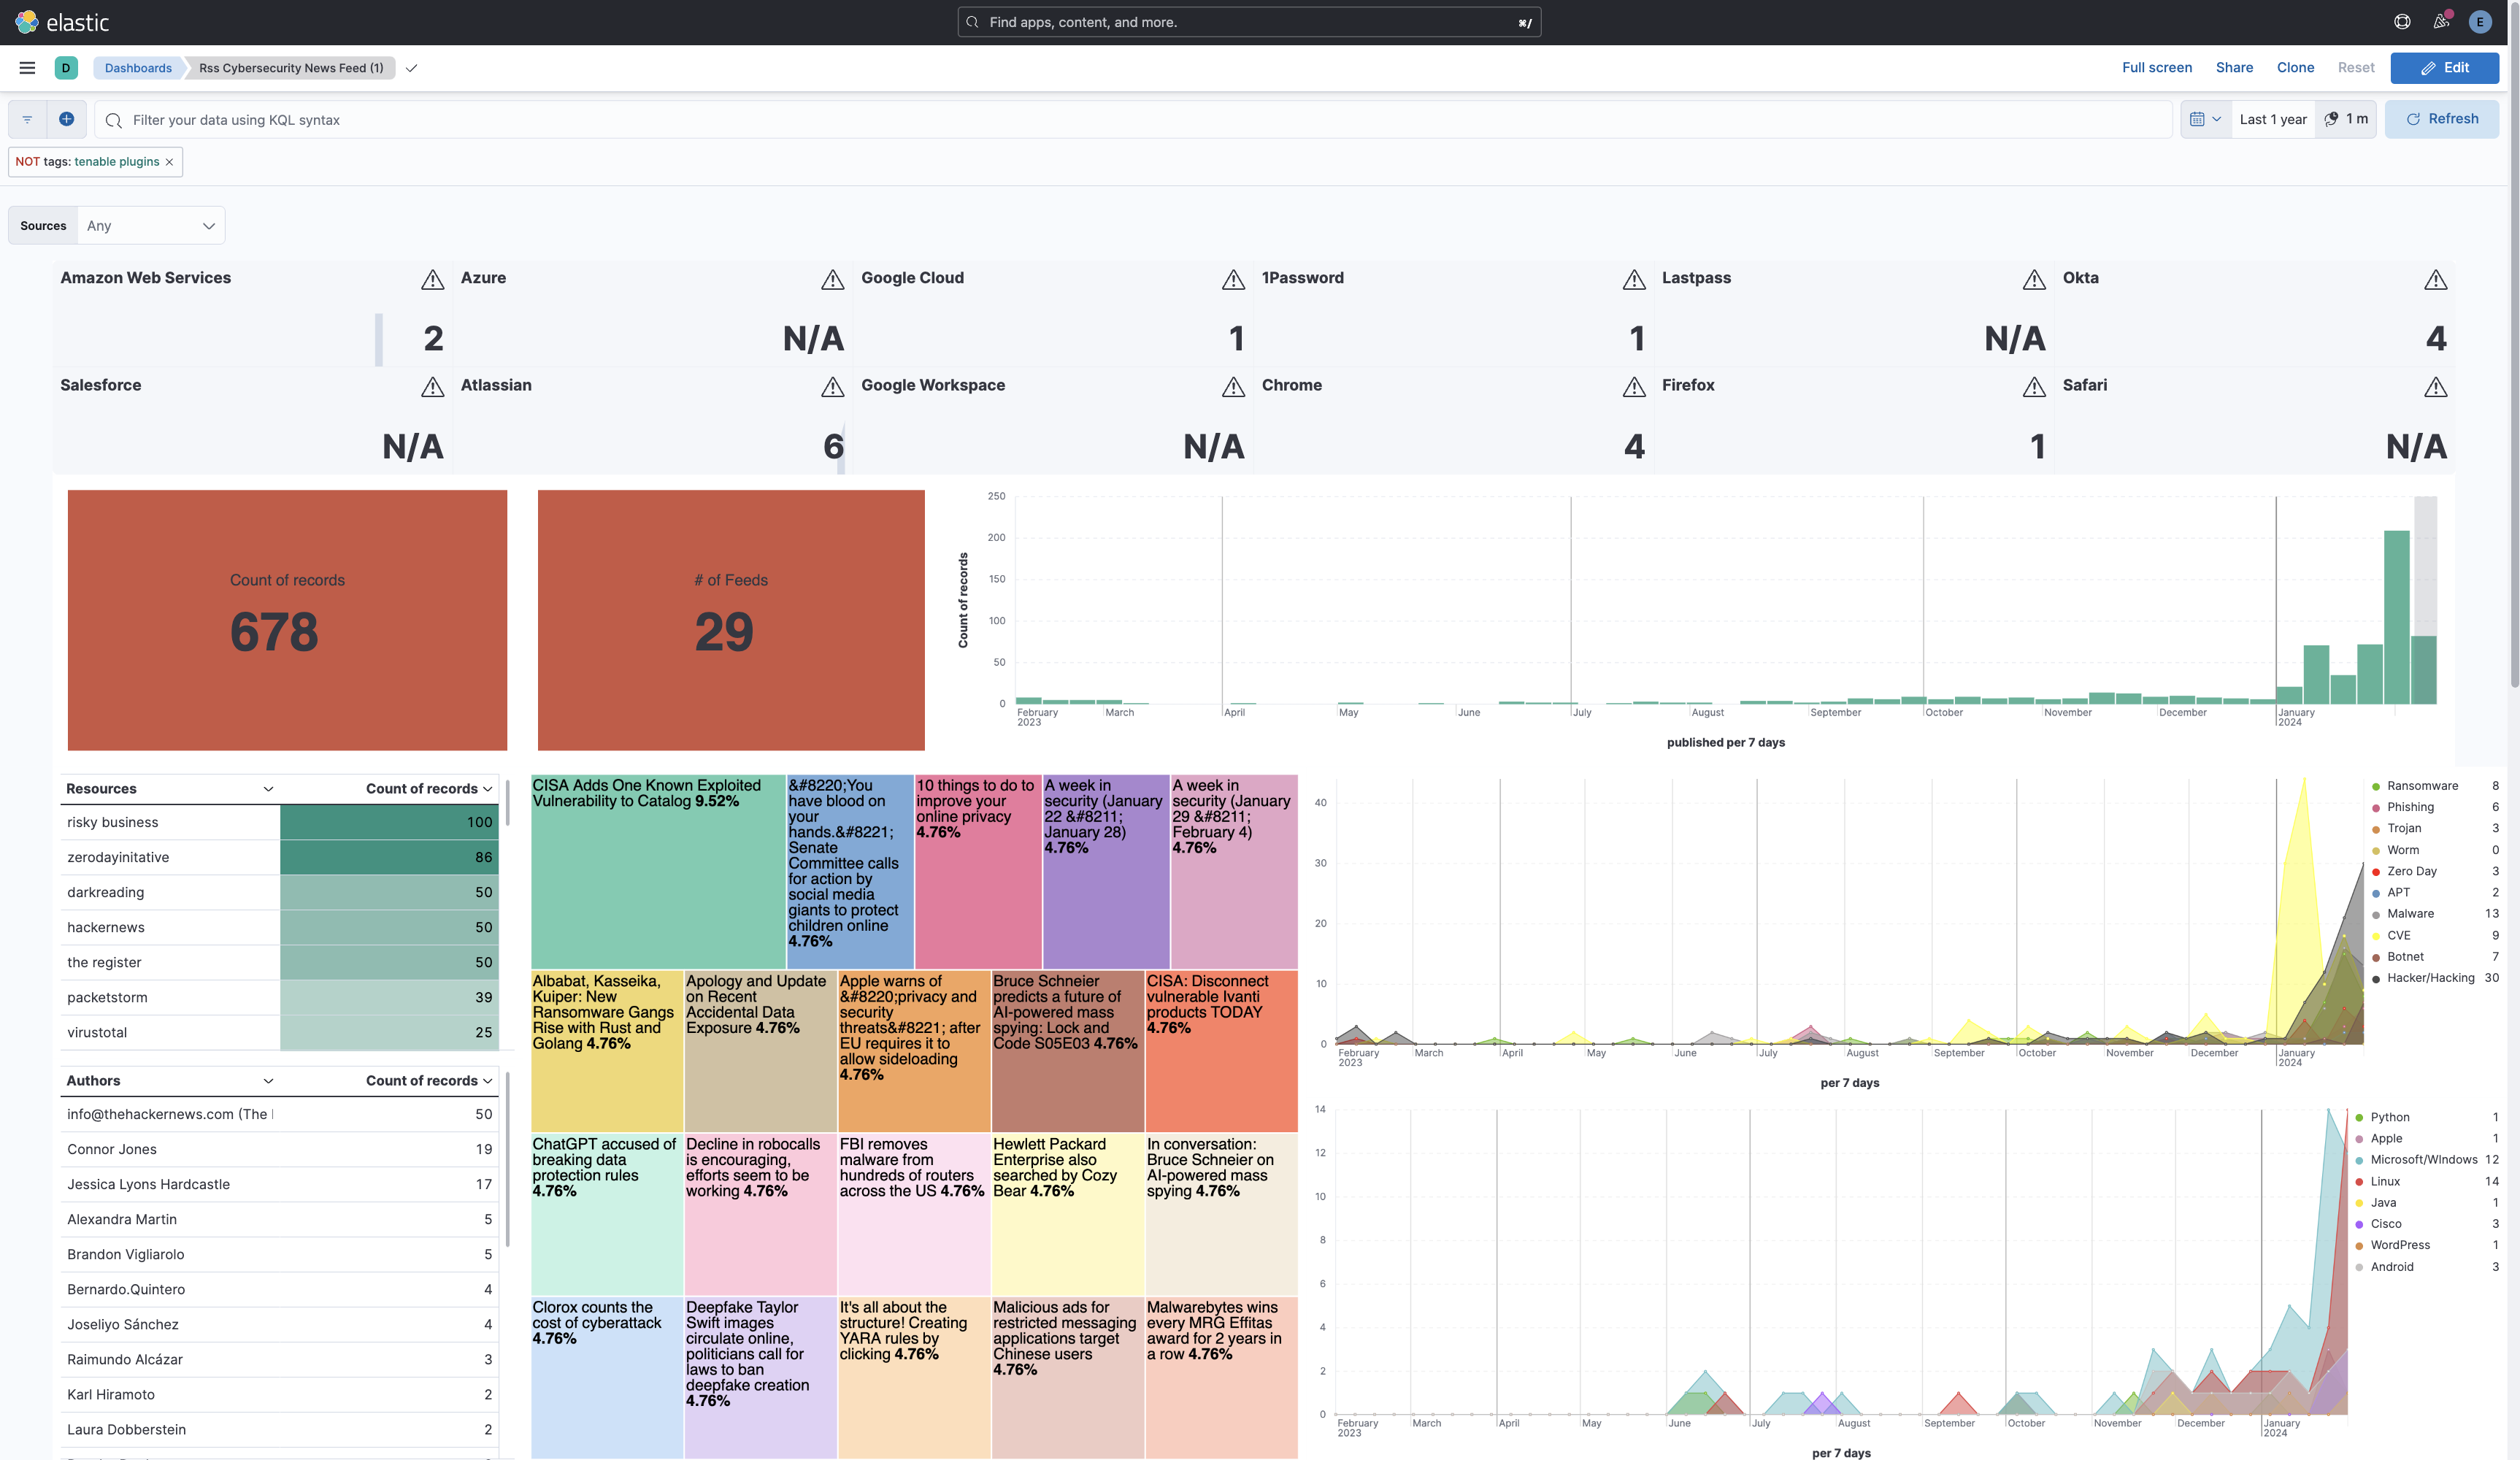 elastic
Find apps, content, and more.
⌘/
E
D
Dashboards
Rss Cybersecurity News Feed (1)
Full screen
Share
Clone
Reset
Edit
Filter your data using KQL syntax
Last 1 year
1 m
Refresh
NOT tags: tenable plugins ×
Sources
Any
Amazon Web Services
2
Azure
N/A
Google Cloud
1
1Password
1
Lastpass
N/A
Okta
4
Salesforce
N/A
Atlassian
6
Google Workspace
N/A
Chrome
4
Firefox
1
Safari
N/A
Count of records
678
# of Feeds
29
Count of records
250
200
150
100
50
0
February
2023
March
April
May
June
July
August
September
October
November
December
January
2024
published per 7 days
Resources
Count of records
risky business 100
zerodayinitative 86
darkreading 50
hackernews 50
the register 50
packetstorm 39
virustotal 25
Authors
Count of records
info@thehackernews.com (The 50
Connor Jones 19
Jessica Lyons Hardcastle 17
Alexandra Martin 5
Brandon Vigliarolo 5
Bernardo.Quintero 4
Joseliyo Sánchez 4
Raimundo Alcázar 3
Karl Hiramoto 2
Laura Dobberstein 2
CISA Adds One Known Exploited
Vulnerability to Catalog 9.52%
&#8220;You
have blood on
your
hands.&#8221;
Senate
Committee calls
for action by
social media
giants to protect
children online
4.76%
10 things to do to
improve your
online privacy
4.76%
A week in
security (January
22 &#8211;
January 28)
4.76%
A week in
security (January
29 &#8211;
February 4)
4.76%
Albabat, Kasseika,
Kuiper: New
Ransomware Gangs
Rise with Rust and
Golang 4.76%
Apology and Update
on Recent
Accidental Data
Exposure 4.76%
Apple warns of
&#8220;privacy and
security
threats&#8221; after
EU requires it to
allow sideloading
4.76%
Bruce Schneier
predicts a future of
AI-powered mass
spying: Lock and
Code S05E03 4.76%
CISA: Disconnect
vulnerable Ivanti
products TODAY
4.76%
ChatGPT accused of
breaking data
protection rules
4.76%
Decline in robocalls
is encouraging,
efforts seem to be
working 4.76%
FBI removes
malware from
hundreds of routers
across the US 4.76%
Hewlett Packard
Enterprise also
searched by Cozy
Bear 4.76%
In conversation:
Bruce Schneier on
AI-powered mass
spying 4.76%
Clorox counts the
cost of cyberattack
4.76%
Deepfake Taylor
Swift images
circulate online,
politicians call for
laws to ban
deepfake creation
4.76%
It's all about the
structure! Creating
YARA rules by
clicking 4.76%
Malicious ads for
restricted messaging
applications target
Chinese users
4.76%
Malwarebytes wins
every MRG Effitas
award for 2 years in
a row 4.76%
40
30
20
10
0
February
2023
March
April
May
June
July
August
September
October
November
December
January
2024
per 7 days
Ransomware 8
Phishing 6
Trojan 3
Worm 0
Zero Day 3
APT 2
Malware 13
CVE 9
Botnet 7
Hacker/Hacking 30
14
12
10
8
6
4
2
0
February
2023
March
April
May
June
July
August
September
October
November
December
January
2024
per 7 days
Python 1
Apple 1
Microsoft/WIndows 12
Linux 14
Java 1
Cisco 3
WordPress 1
Android 3